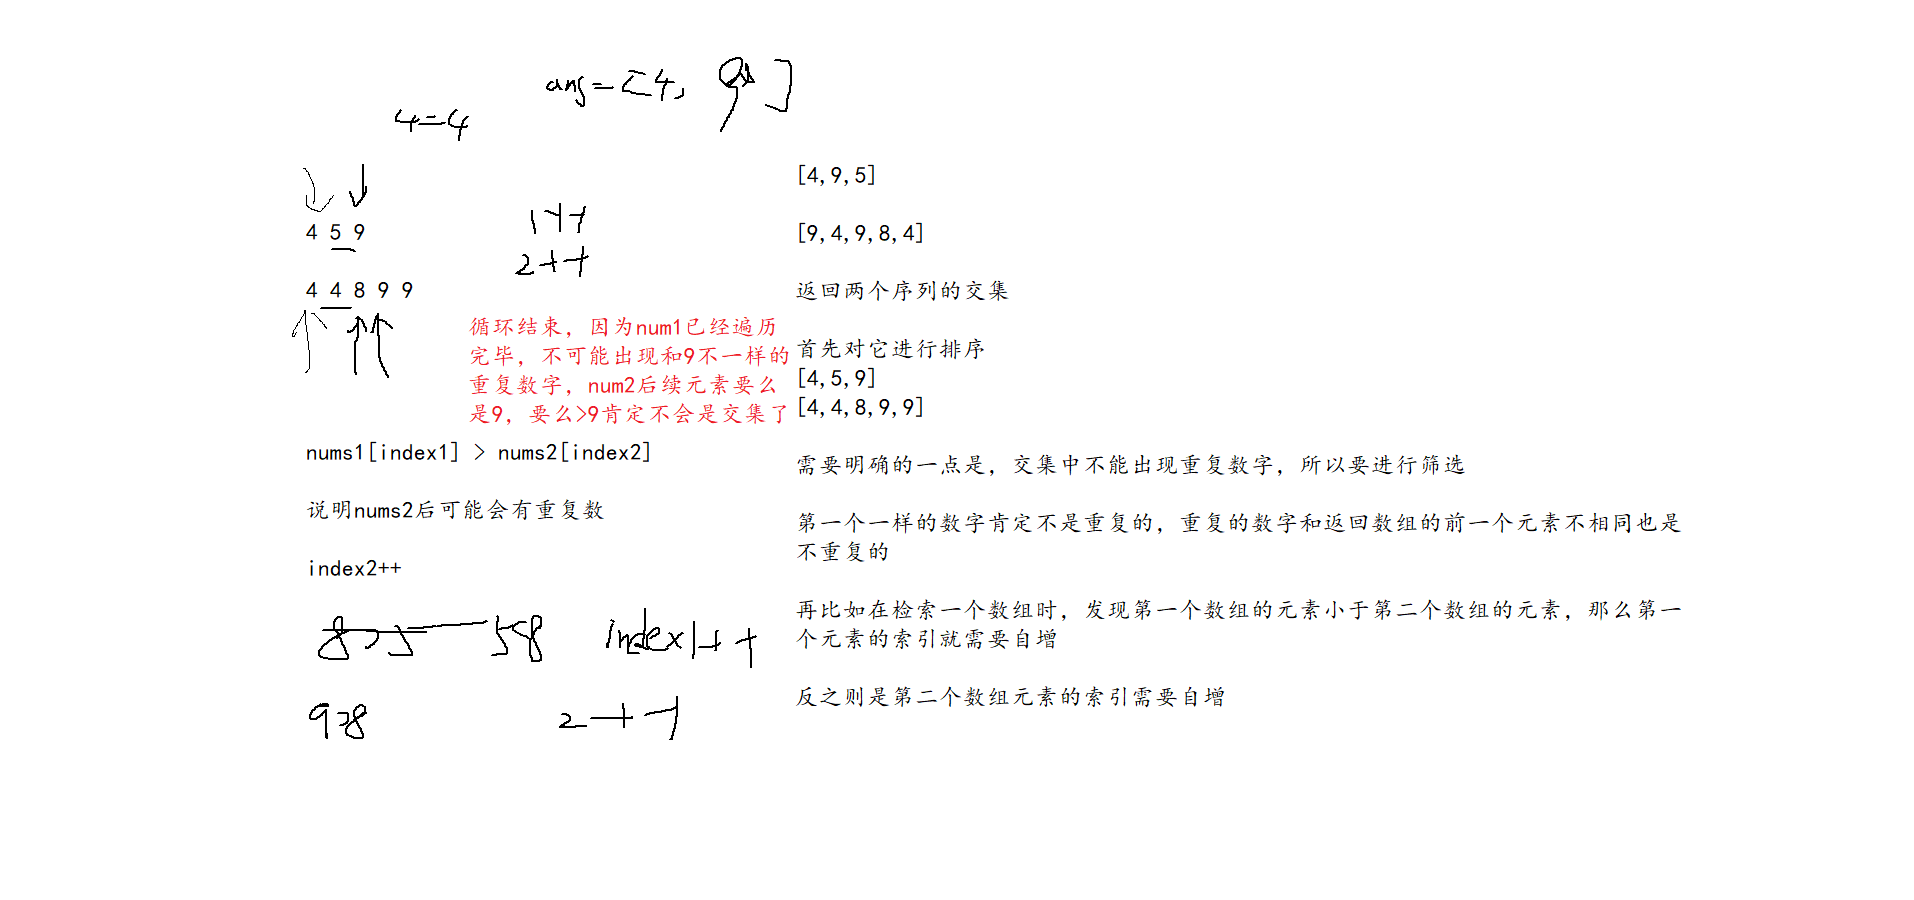 ans=[4, 9]
4=4
4 5 9
1++
2++
4 4 8 9 9
循环结束，因为num1已经遍历
完毕，不可能出现和9不一样的
重复数字，num2后续元素要么
是9，要么>9肯定不会是交集了
nums1[index1] > nums2[index2]
说明nums2后可能会有重复数
index2++
8>5 5<8 index1++
9>8 2++
[4,9,5]
[9,4,9,8,4]
返回两个序列的交集
首先对它进行排序
[4,5,9]
[4,4,8,9,9]
需要明确的一点是，交集中不能出现重复数字，所以要进行筛选
第一个一样的数字肯定不是重复的，重复的数字和返回数组的前一个元素不相同也是
不重复的
再比如在检索一个数组时，发现第一个数组的元素小于第二个数组的元素，那么第一
个元素的索引就需要自增
反之则是第二个数组元素的索引需要自增